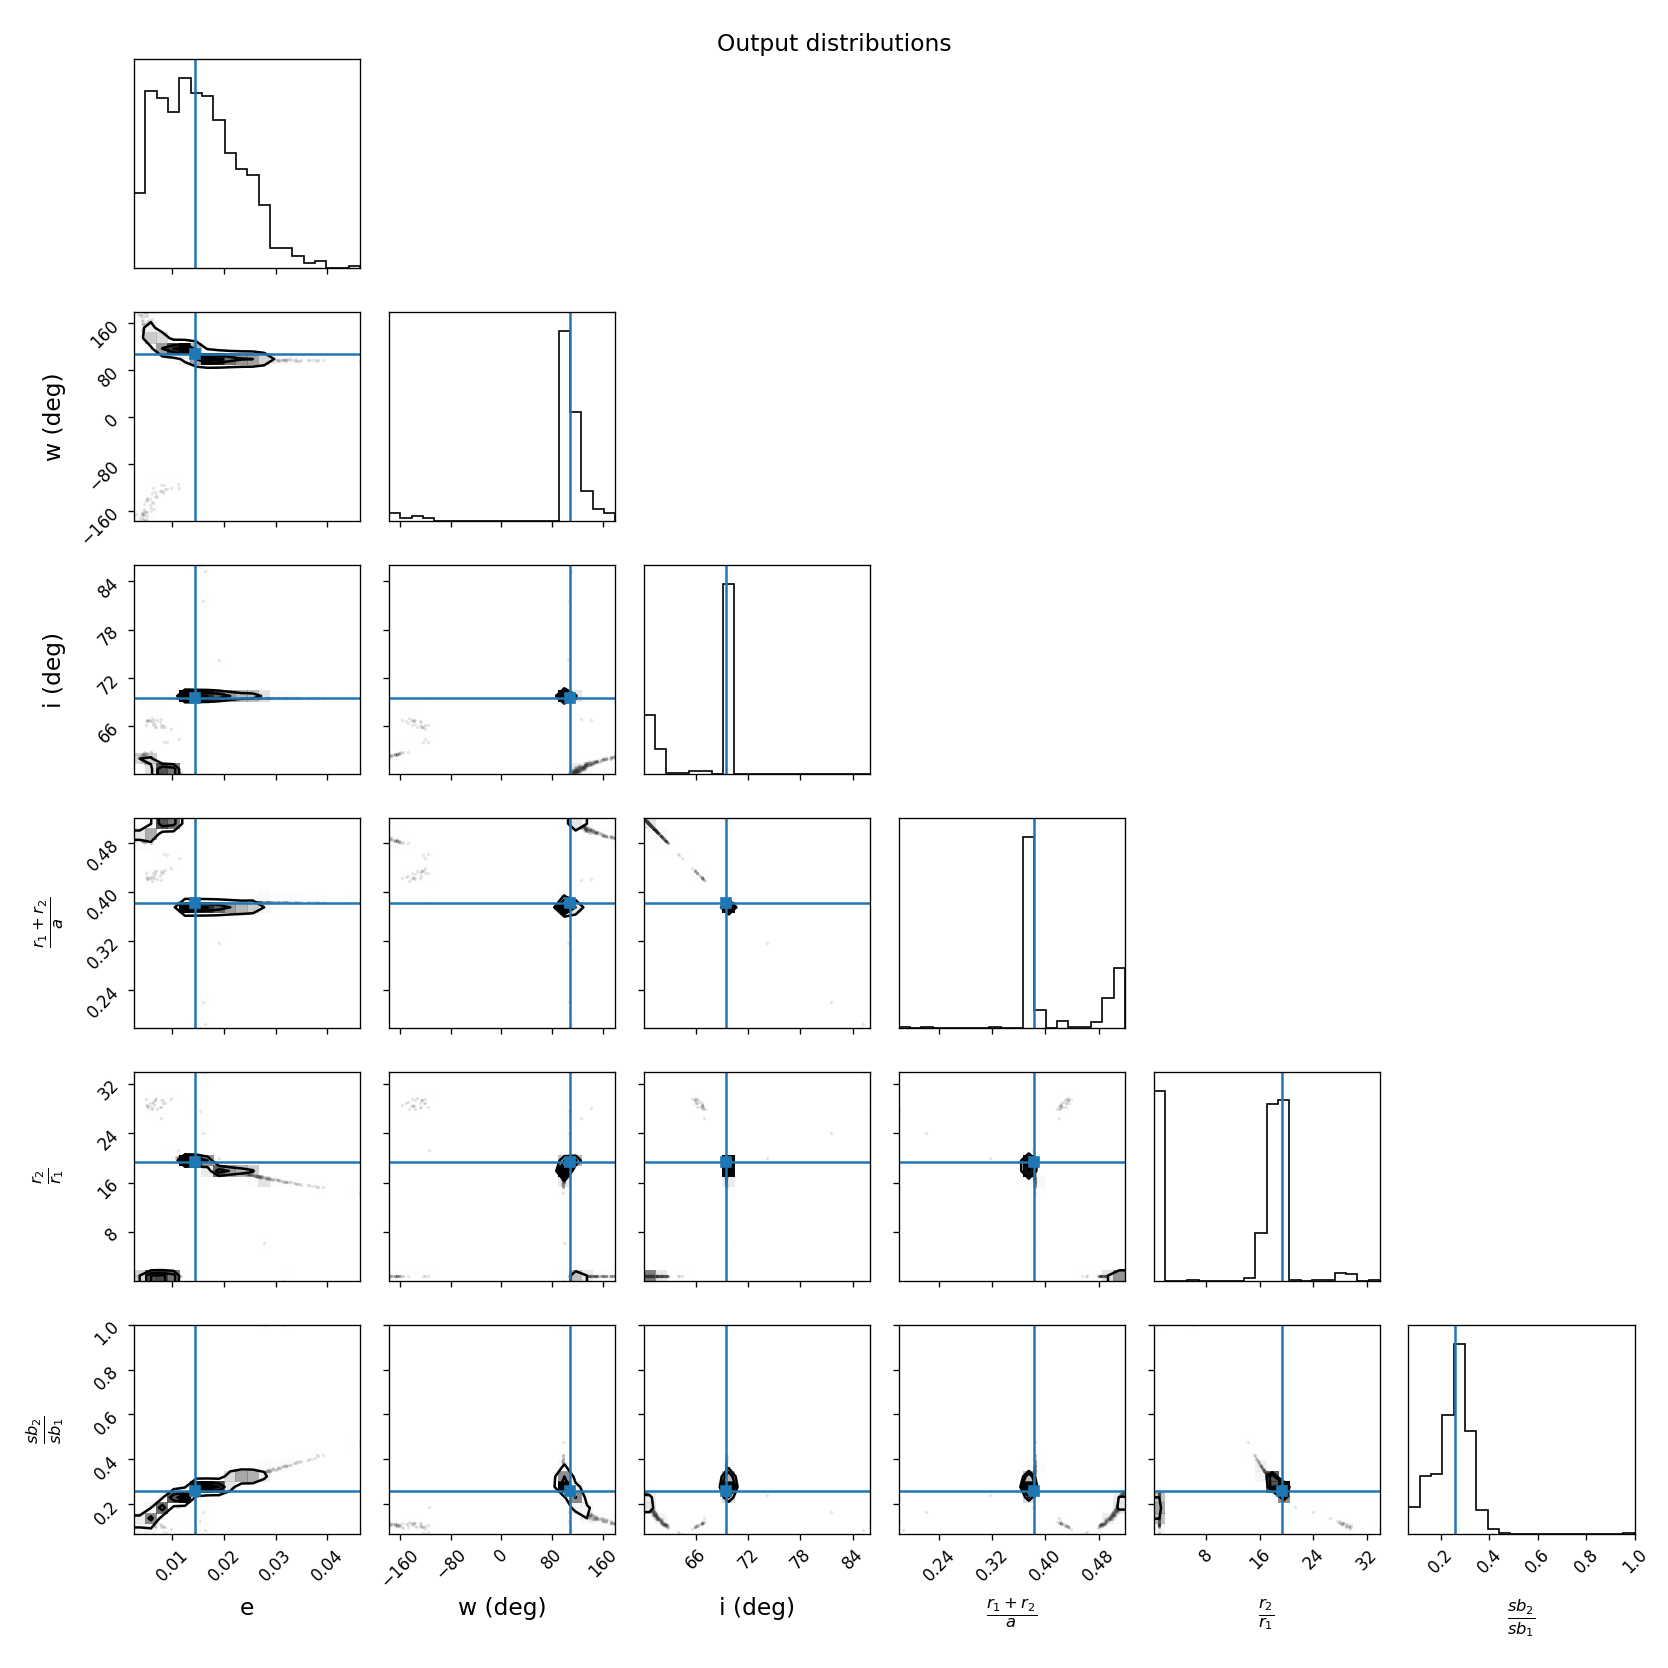 Output distributions
160
80
0
−80
−160
w (deg)
84
78
72
66
i (deg)
0.48
0.40
0.32
0.24
r1 + r2
a
32
24
16
8
r2
r1
1.0
0.8
0.6
0.4
0.2
sb2
sb1
0.01 0.02 0.03 0.04
−160 −80 0 80 160
66 72 78 84
0.24 0.32 0.40 0.48
8 16 24 32
0.2 0.4 0.6 0.8 1.0
e
w (deg)
i (deg)
r1 + r2
a
r2
r1
sb2
sb1